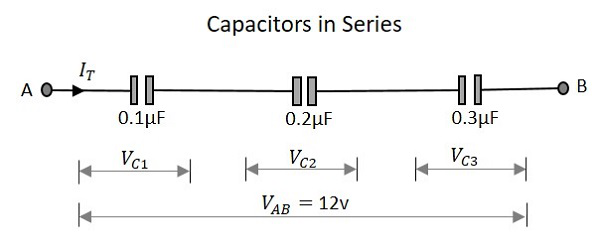 Capacitors in Series
I_T
A B
0.1µF 0.2µF 0.3µF
V_C1 V_C2 V_C3
V_AB = 12v